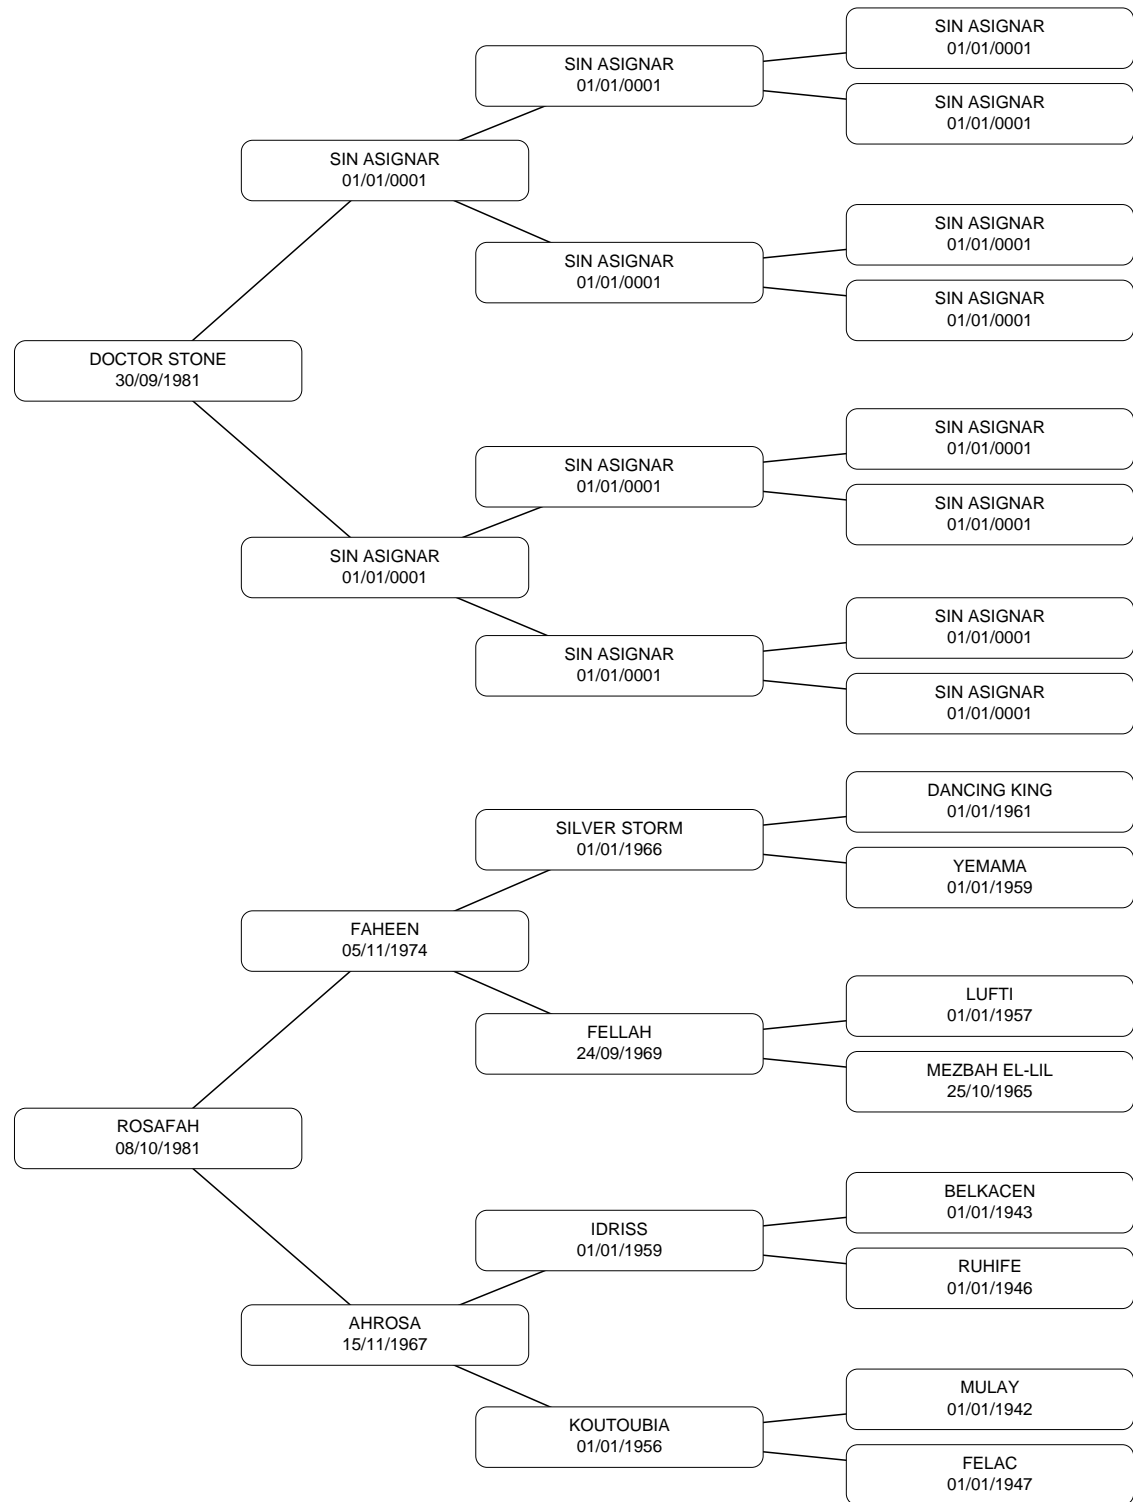 SIN ASIGNAR
01/01/0001
SIN ASIGNAR
01/01/0001
SIN ASIGNAR
01/01/0001
SIN ASIGNAR
01/01/0001
SIN ASIGNAR
01/01/0001
SIN ASIGNAR
01/01/0001
SIN ASIGNAR
01/01/0001
DOCTOR STONE
30/09/1981
SIN ASIGNAR
01/01/0001
SIN ASIGNAR
01/01/0001
SIN ASIGNAR
01/01/0001
SIN ASIGNAR
01/01/0001
SIN ASIGNAR
01/01/0001
SIN ASIGNAR
01/01/0001
SIN ASIGNAR
01/01/0001
DANCING KING
01/01/1961
SILVER STORM
01/01/1966
YEMAMA
01/01/1959
FAHEEN
05/11/1974
LUFTI
01/01/1957
FELLAH
24/09/1969
MEZBAH EL-LIL
25/10/1965
ROSAFAH
08/10/1981
BELKACEN
01/01/1943
IDRISS
01/01/1959
RUHIFE
01/01/1946
AHROSA
15/11/1967
MULAY
01/01/1942
KOUTOUBIA
01/01/1956
FELAC
01/01/1947